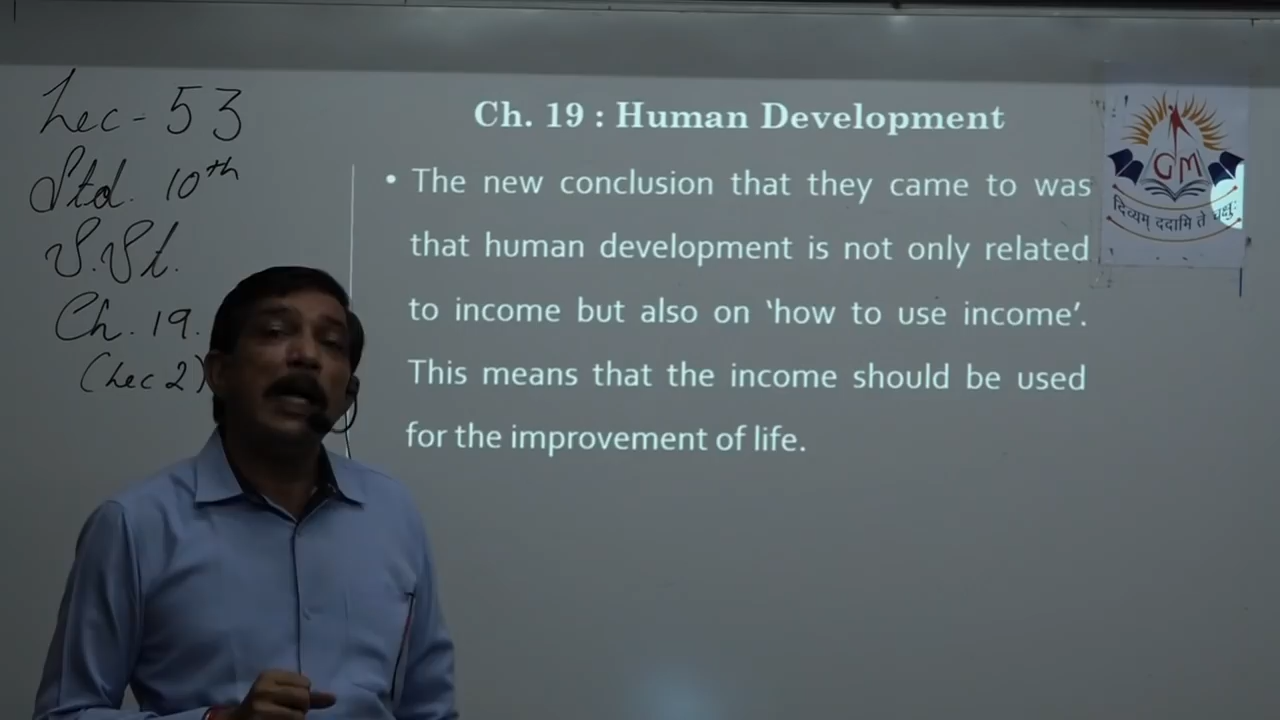 Lec - 53
Std. 10th
S.St.
Ch. 19.
(Lec 2)
Ch. 19 : Human Development
• The new conclusion that they came to was
that human development is not only related
to income but also on ‘how to use income’.
This means that the income should be used
for the improvement of life.
GM
दिव्यम् ददामि ते चक्षुः